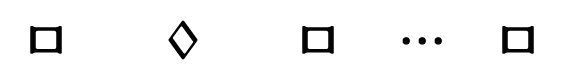 □ ◊ □ ⋯ □